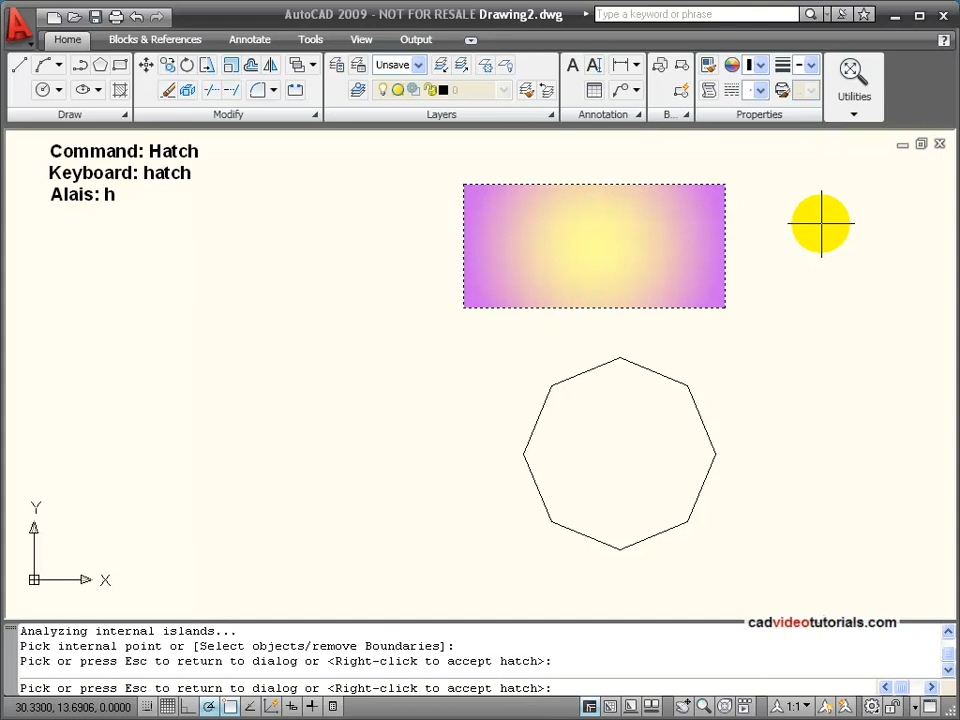 AutoCAD 2009 - NOT FOR RESALE Drawing2.dwg
Type a keyword or phrase
Home Blocks & References Annotate Tools View Output
Unsave
0
Utilities
Draw Modify Layers Annotation B... Properties
Command: Hatch
Keyboard: hatch
Alais: h
Y
X
cadvideotutorials.com
Analyzing internal islands...
Pick internal point or [Select objects/remove Boundaries]:
Pick or press Esc to return to dialog or <Right-click to accept hatch>:
Pick or press Esc to return to dialog or <Right-click to accept hatch>:
30.3300, 13.6906, 0.0000 1:1